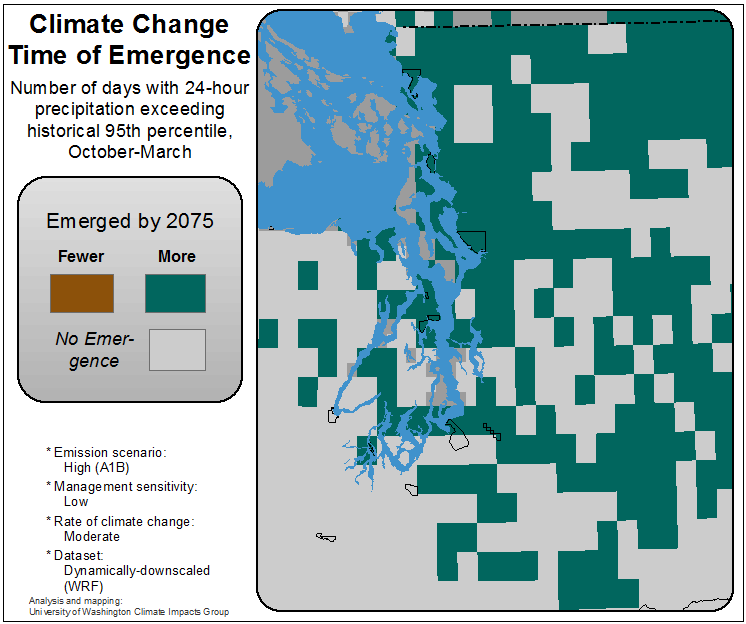 Climate Change
Time of Emergence
Number of days with 24-hour
precipitation exceeding
historical 95th percentile,
October-March
Emerged by 2075
Fewer More
No Emer-
gence
* Emission scenario:
High (A1B)
* Management sensitivity:
Low
* Rate of climate change:
Moderate
* Dataset:
Dynamically-downscaled
(WRF)
Analysis and mapping:
University of Washington Climate Impacts Group